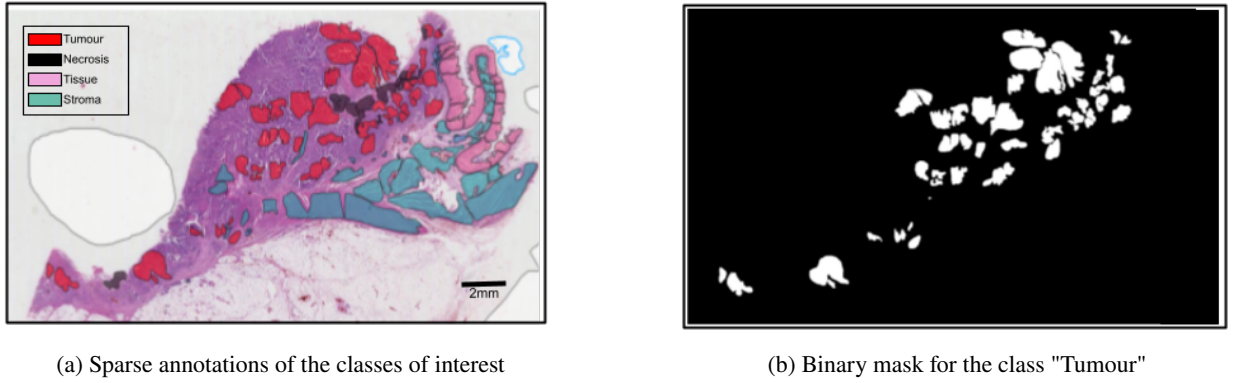 Tumour
Necrosis
Tissue
Stroma
2mm
(a) Sparse annotations of the classes of interest
(b) Binary mask for the class "Tumour"